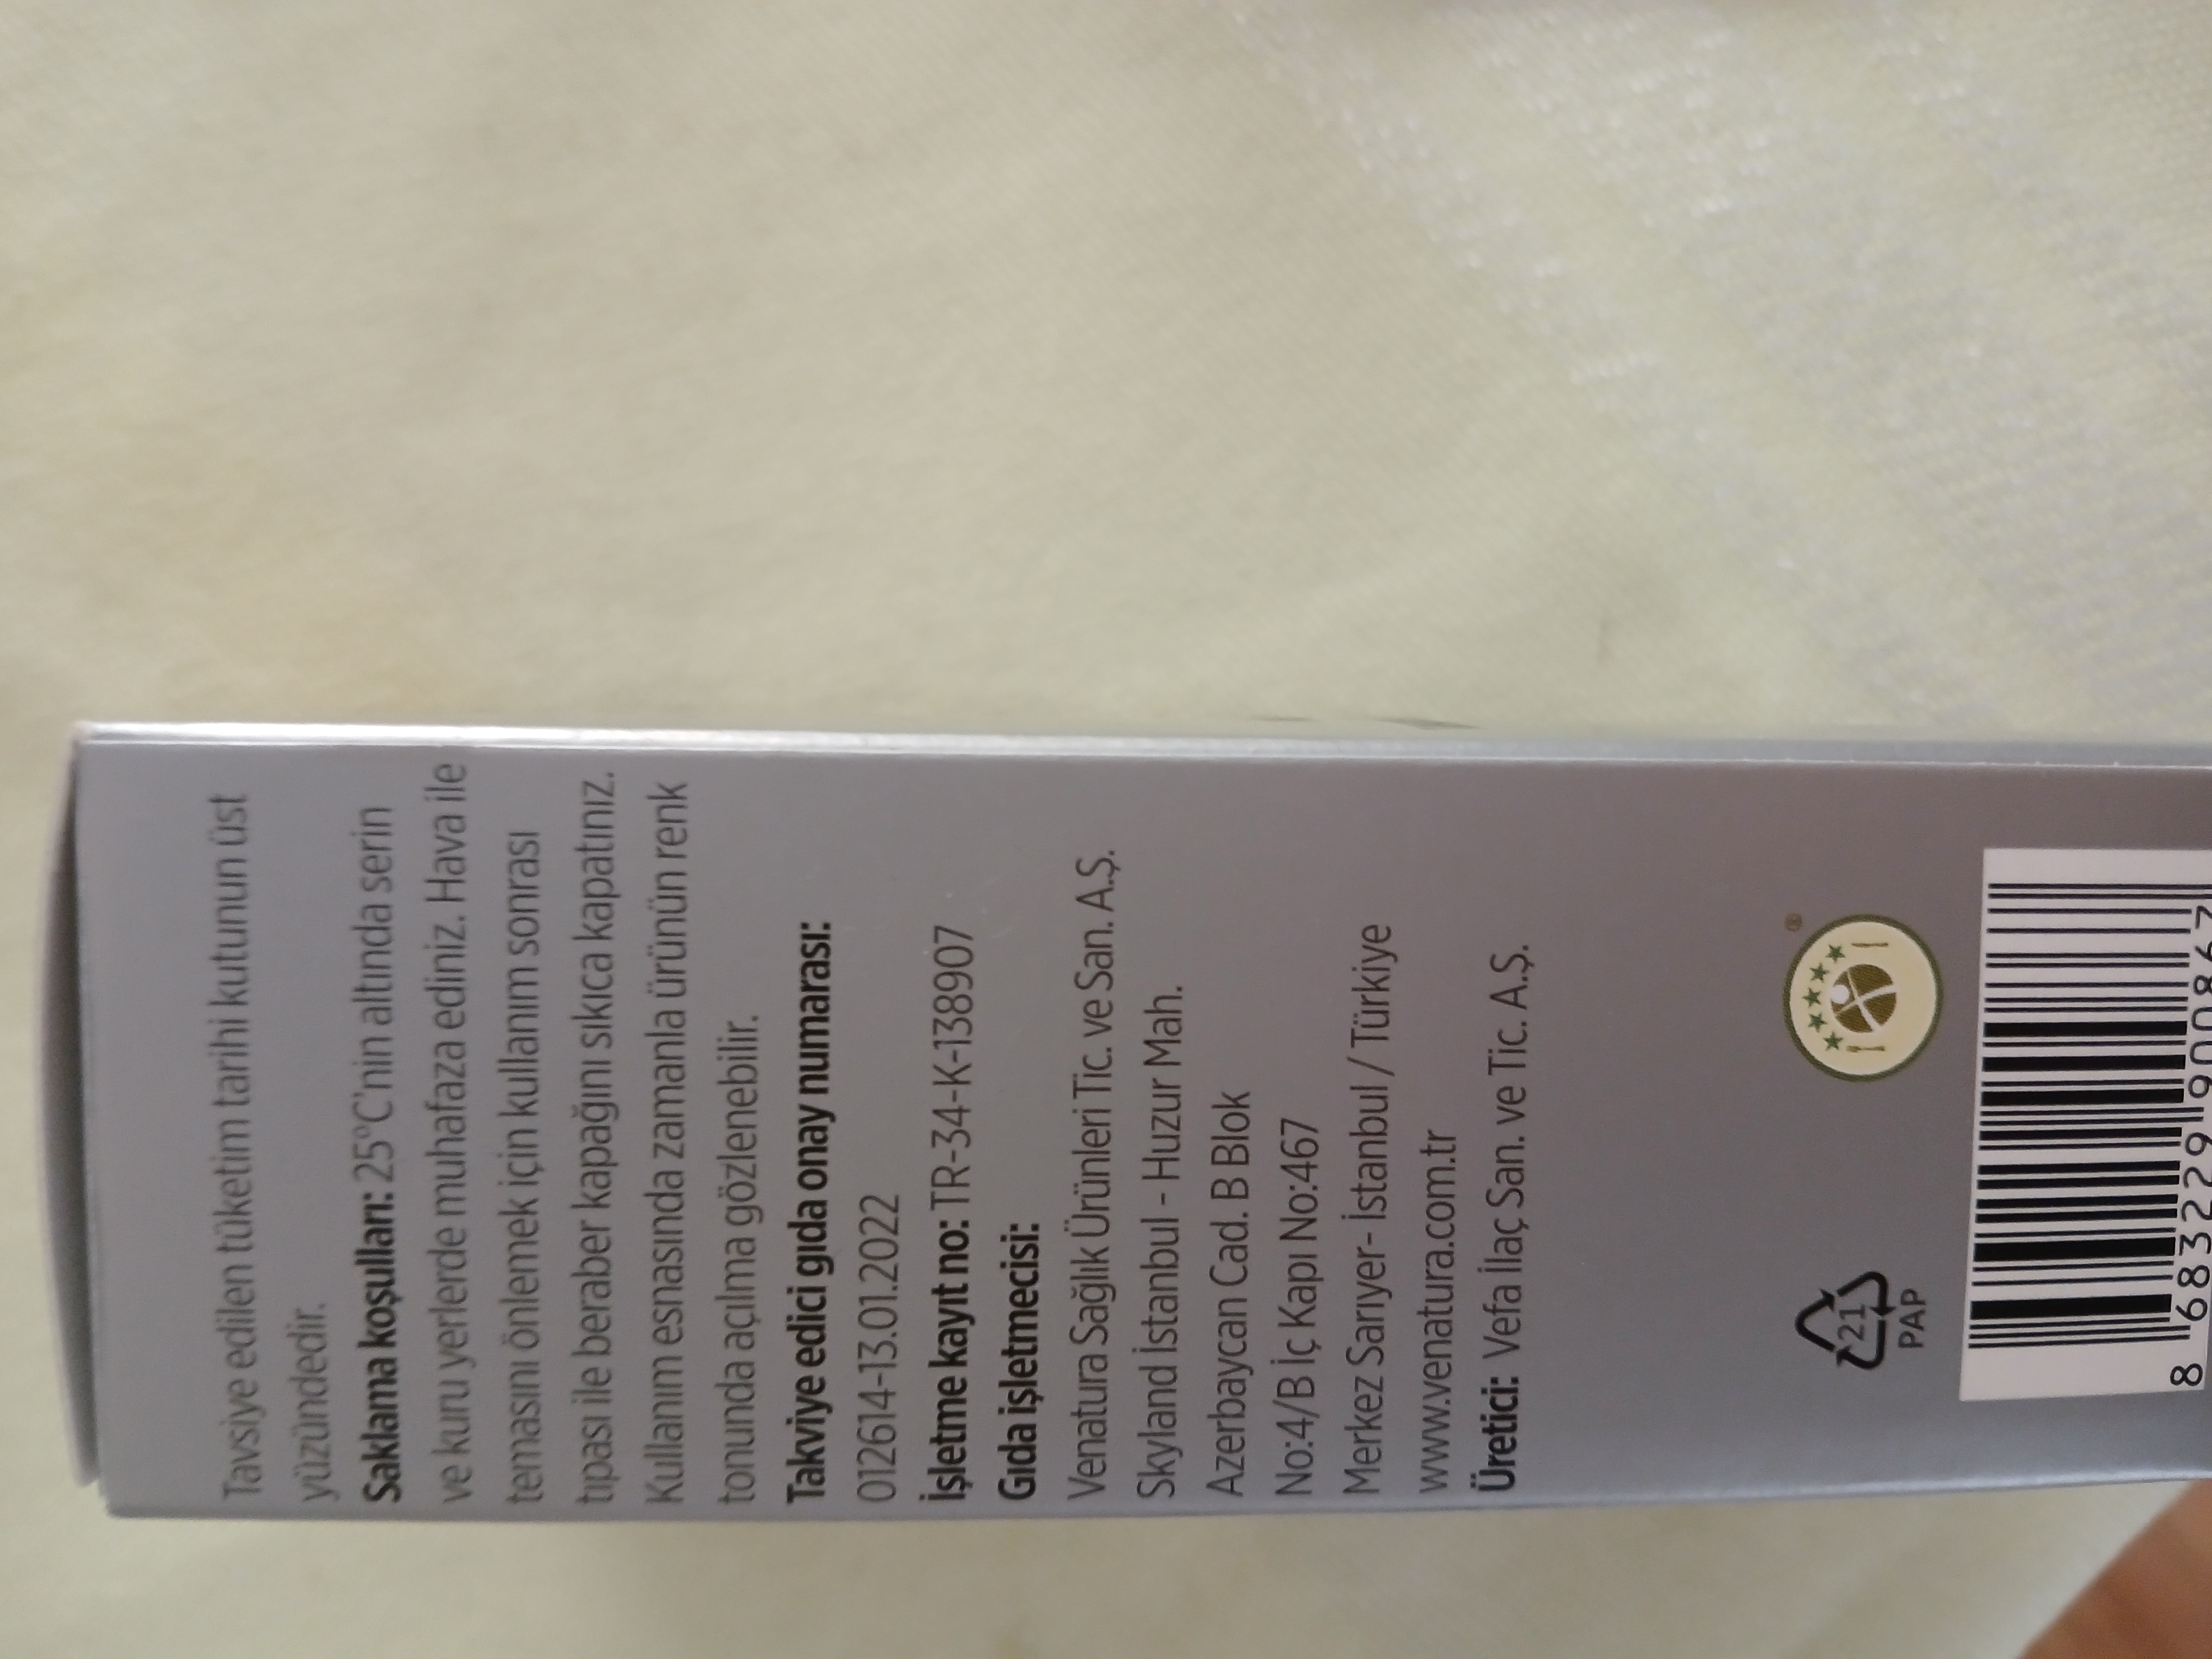 Tavsiye edilen tüketim tarihi kutunun üst
yüzündedir.
Saklama koşulları: 25°C'nin altında serin
ve kuru yerlerde muhafaza ediniz. Hava ile
temasını önlemek için kullanım sonrası
tıpası ile beraber kapağını sıkıca kapatınız.
Kullanım esnasında zamanla ürünün renk
tonunda açılma gözlenebilir.
Takviye edici gıda onay numarası:
012614-13.01.2022
İşletme kayıt no: TR-34-K-138907
Gıda işletmecisi:
Venatura Sağlık Ürünleri Tic. ve San. A.Ş.
Skyland İstanbul - Huzur Mah.
Azerbaycan Cad. B Blok
No:4/B İç Kapı No:467
Merkez Sarıyer- İstanbul / Türkiye
www.venatura.com.tr
Üretici: Vefa İlaç San. ve Tic. A.Ş.
21
PAP
®
8 683229 900867